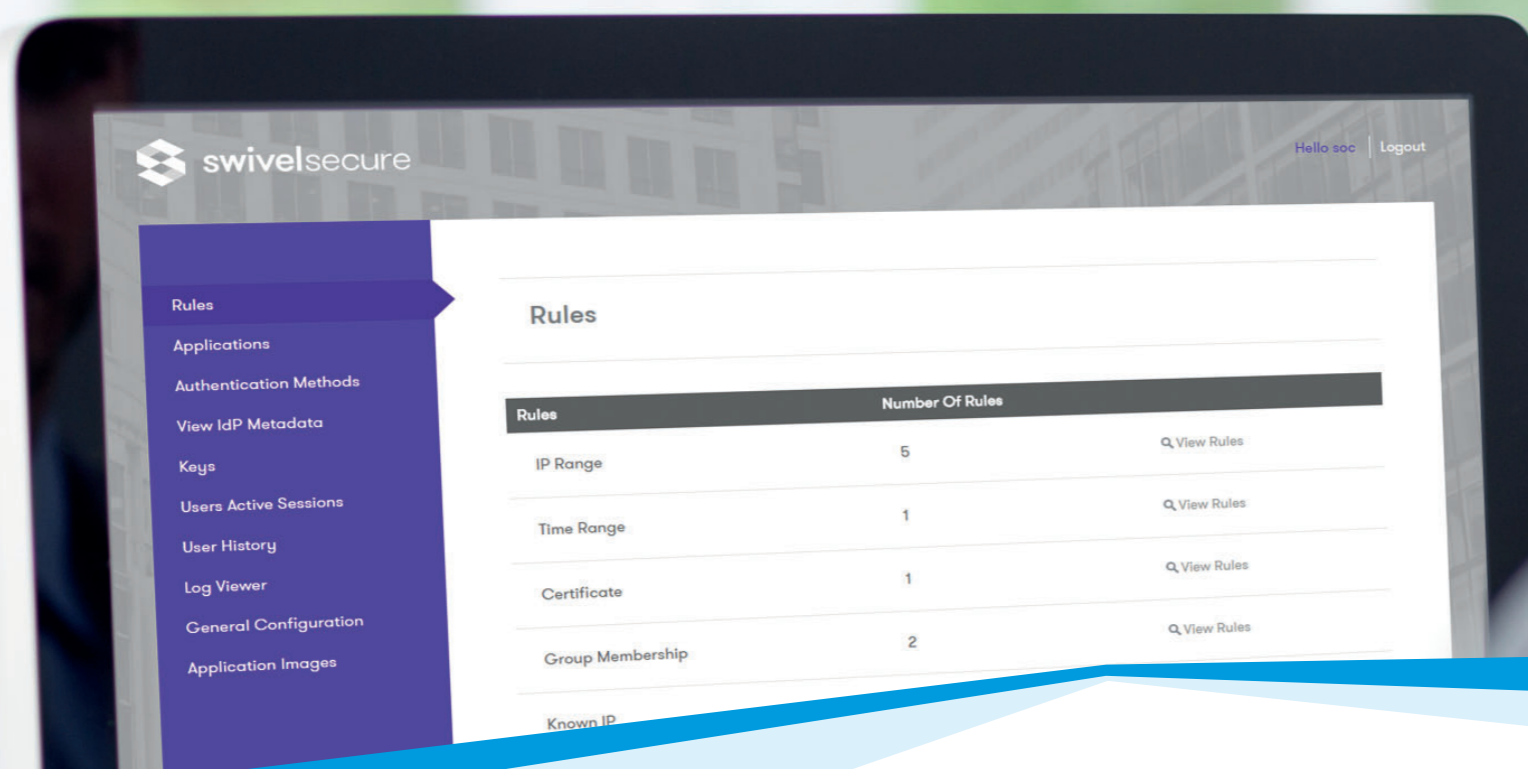 swivelsecure
Hello soc | Logout
Rules
Applications
Authentication Methods
View IdP Metadata
Keys
Users Active Sessions
User History
Log Viewer
General Configuration
Application Images
Rules
Rules Number Of Rules
IP Range 5 View Rules
Time Range 1 View Rules
Certificate 1 View Rules
Group Membership 2 View Rules
Known IP